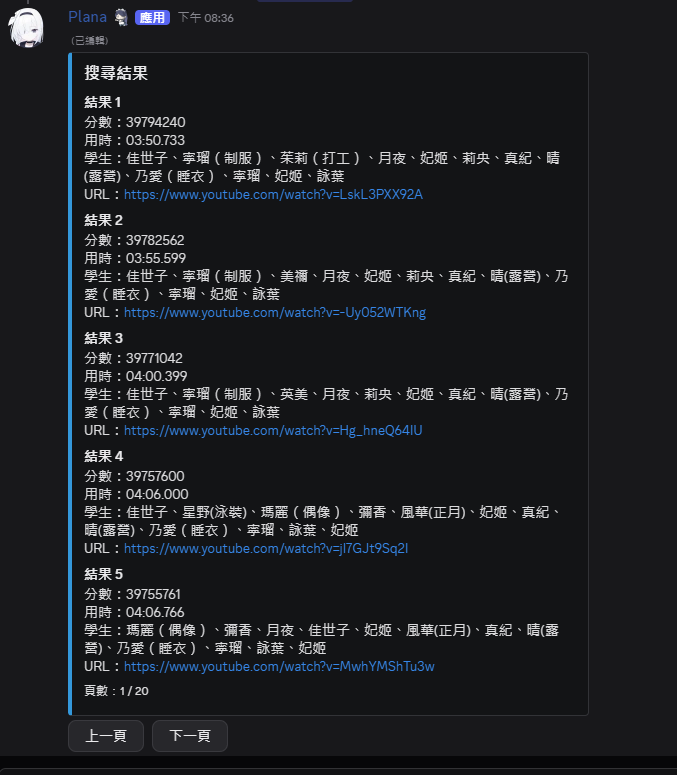 Plana 應用 下午 08:36
(已編輯)
搜尋結果
結果 1
分數：39794240
用時：03:50.733
學生：佳世子、寧瑠（制服）、茱莉（打工）、月夜、妃姬、莉央、真紀、晴
(露營)、乃愛（睡衣）、寧瑠、妃姬、詠葉
URL：https://www.youtube.com/watch?v=LskL3PXX92A
結果 2
分數：39782562
用時：03:55.599
學生：佳世子、寧瑠（制服）、美禰、月夜、妃姬、莉央、真紀、晴(露營)、乃
愛（睡衣）、寧瑠、妃姬、詠葉
URL：https://www.youtube.com/watch?v=-Uy052WTKng
結果 3
分數：39771042
用時：04:00.399
學生：佳世子、寧瑠（制服）、英美、月夜、莉央、妃姬、真紀、晴(露營)、乃
愛（睡衣）、寧瑠、妃姬、詠葉
URL：https://www.youtube.com/watch?v=Hg_hneQ64IU
結果 4
分數：39757600
用時：04:06.000
學生：佳世子、星野(泳裝)、瑪麗（偶像）、彌香、風華(正月)、妃姬、真紀、
晴(露營)、乃愛（睡衣）、寧瑠、詠葉、妃姬
URL：https://www.youtube.com/watch?v=jI7GJt9Sq2I
結果 5
分數：39755761
用時：04:06.766
學生：瑪麗（偶像）、彌香、月夜、佳世子、妃姬、風華(正月)、真紀、晴(露
營)、乃愛（睡衣）、寧瑠、詠葉、妃姬
URL：https://www.youtube.com/watch?v=MwhYMShTu3w
頁數：1 / 20
上一頁 下一頁